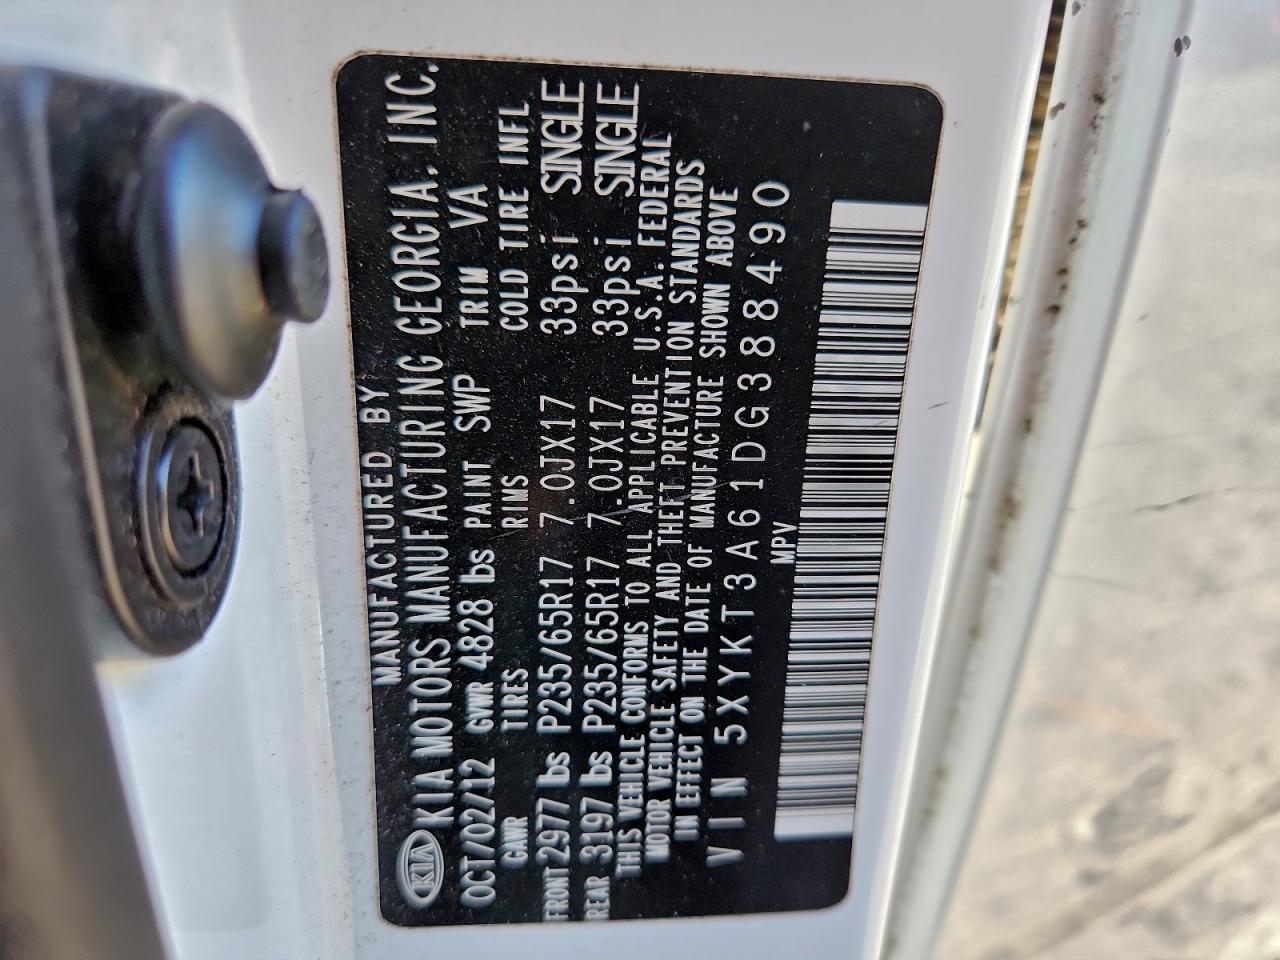 MANUFACTURED BY
KIA KIA MOTORS MANUFACTURING GEORGIA, INC.
OCT/02/12 GVWR 4828 lbs PAINT SWP TRIM VA
GAWR TIRES RIMS COLD TIRE INFL
FRONT 2977 lbs P235/65R17 7.0JX17 33psi SINGLE
REAR 3197 lbs P235/65R17 7.0JX17 33psi SINGLE
THIS VEHICLE CONFORMS TO ALL APPLICABLE U.S.A. FEDERAL
MOTOR VEHICLE SAFETY AND THEFT PREVENTION STANDARDS
IN EFFECT ON THE DATE OF MANUFACTURE SHOWN ABOVE
VIN 5XYKT3A61DG388490
MPV